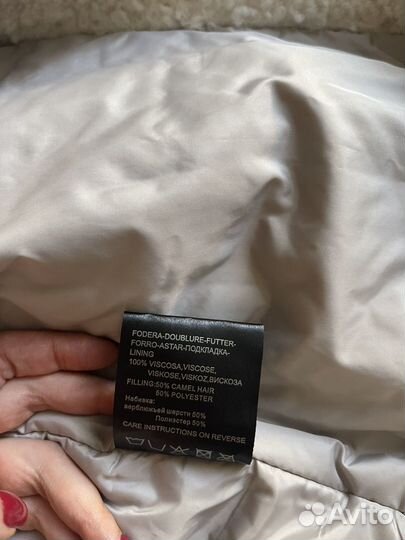 FODERA-DOUBLURE-FUTTER-
FORRO-ASTAR-ПОДКЛАДКА-
LINING
100% VISCOSA,VISCOSE,
VISKOSE,VISKOZ,ВИСКОЗА
FILLING:50% CAMEL HAIR
50% POLYESTER
Набивка:
верблюжьей шерсти 50%
Полиэстер 50%
CARE INSTRUCTIONS ON REVERSE
Avito